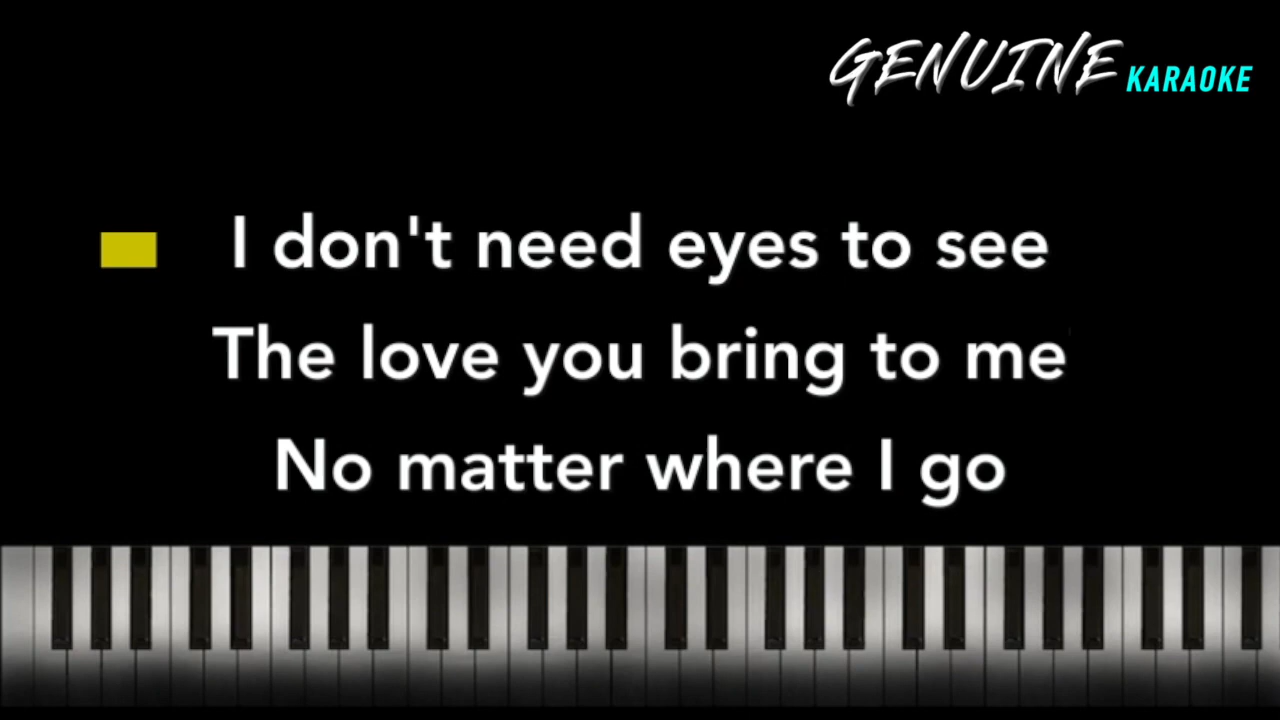 GENUINE KARAOKE
I don't need eyes to see
The love you bring to me
No matter where I go